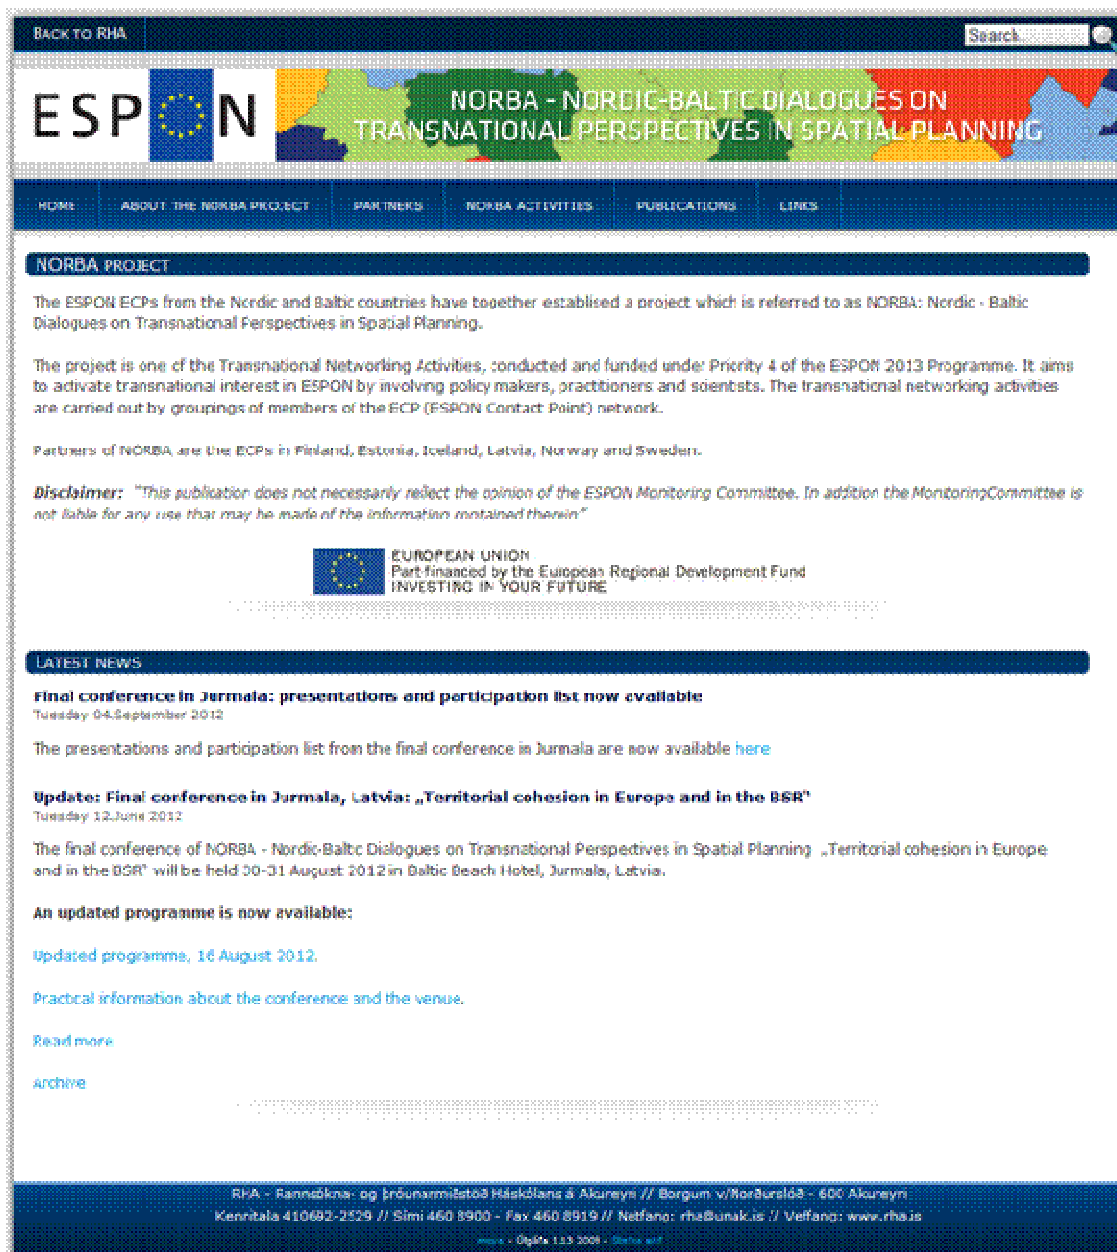 BACK TO RHA
Search...
ESPON
NORBA - NORDIC-BALTIC DIALOGUES ON
TRANSNATIONAL PERSPECTIVES IN SPATIAL PLANNING
HOME ABOUT THE NORBA PROJECT PARTNERS NORBA ACTIVITIES PUBLICATIONS LINKS
NORBA PROJECT
The ESPON ECPs from the Nordic and Baltic countries have together establised a project which is referred to as NORBA: Nordic - Baltic
Dialogues on Transnational Perspectives in Spatial Planning.
The project is one of the Transnational Networking Activities, conducted and funded under Priority 4 of the ESPON 2013 Programme. It aims
to activate transnational interest in ESPON by involving policy makers, practitioners and scientists. The transnational networking activities
are carried out by groupings of members of the ECP (ESPON Contact Point) network.
Partners of NORBA are the ECPs in Finland, Estonia, Iceland, Latvia, Norway and Sweden.
Disclaimer: "This publication does not necessarily reflect the opinion of the ESPON Monitoring Committee. In addition the MonitoringCommittee is
not liable for any use that may be made of the information contained therein"
EUROPEAN UNION
Part-financed by the European Regional Development Fund
INVESTING IN YOUR FUTURE
LATEST NEWS
Final conference in Jurmala: presentations and participation list now available
Tuesday 04.September 2012
The presentations and participation list from the final conference in Jurmala are now available here
Update: Final conference in Jurmala, Latvia: „Territorial cohesion in Europe and in the BSR“
Tuesday 12.June 2012
The final conference of NORBA - Nordic-Baltc Dialogues on Transnational Perspectives in Spatial Planning „Territorial cohesion in Europe
and in the BSR“ will be held 30-31 August 2012 in Baltic Beach Hotel, Jurmala, Latvia.
An updated programme is now available:
Updated programme, 16 August 2012.
Practical information about the conference and the venue.
Read more
Archive
RHA - Rannsókna- og þróunarmiðstöð Háskólans á Akureyri // Borgum v/Norðurslóð - 600 Akureyri
Kennitala 410692-2529 // Sími 460 8900 - Fax 460 8919 // Netfang: rha@unak.is // Veffang: www.rha.is
moya - Útgáfa 1.13 2009 - Stefna ehf